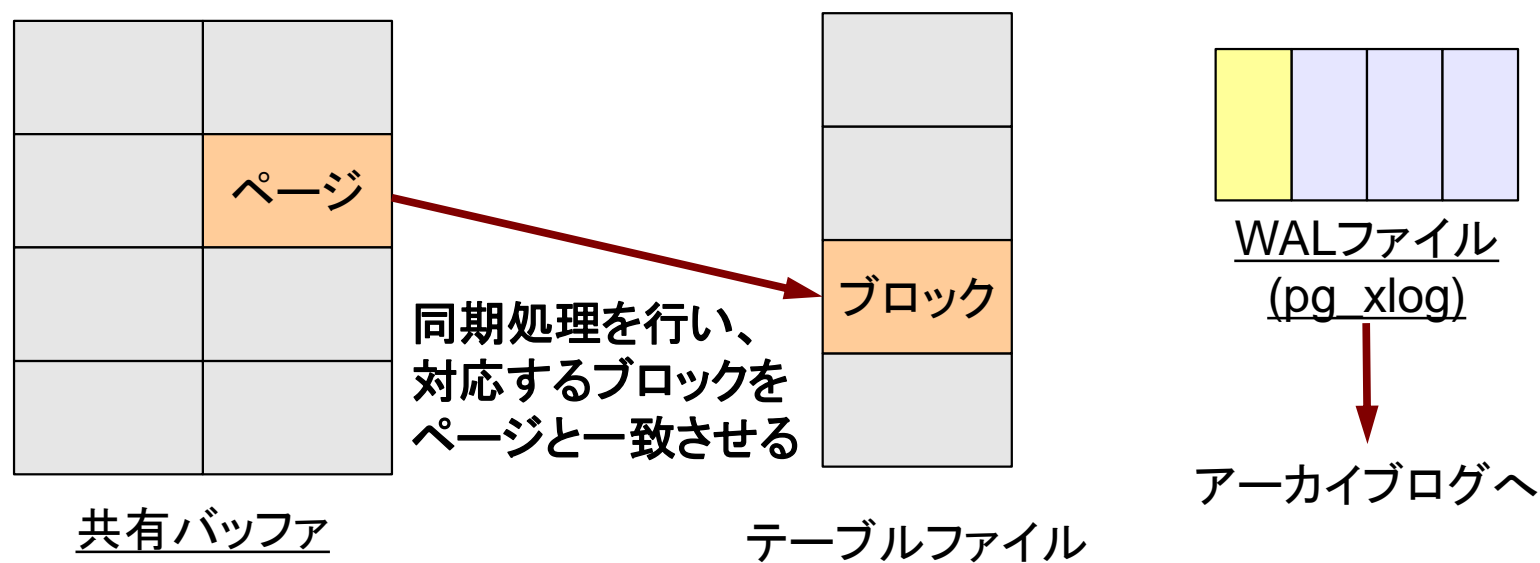 ページ
同期処理を行い、
対応するブロックを
ページと一致させる
共有バッファ
ブロック
テーブルファイル
WALファイル
(pg_xlog)
アーカイブログへ